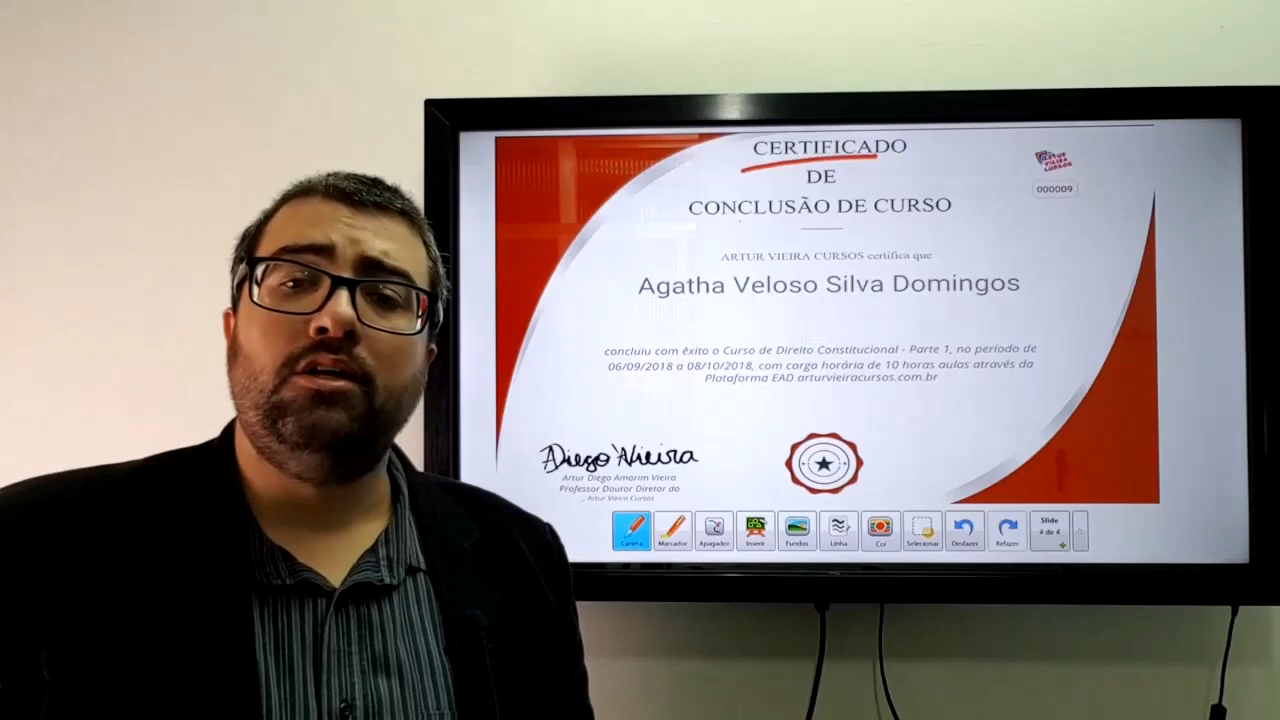 CERTIFICADO
DE
CONCLUSÃO DE CURSO
ARTUR VIEIRA CURSOS
000009
ARTUR VIEIRA CURSOS certifica que
Agatha Veloso Silva Domingos
concluiu com êxito o Curso de Direito Constitucional - Parte 1, no período de
06/09/2018 a 08/10/2018, com carga horária de 10 horas aulas através da
Plataforma EAD arturvieiracursos.com.br
Diego Vieira
Artur Diego Amorim Vieira
Professor Doutor Diretor do
Artur Vieira Cursos
Caneta Marcador Apagador Inserir Fundos Linha Cor Selecionar Desfazer Refazer
Slide
4 de 4